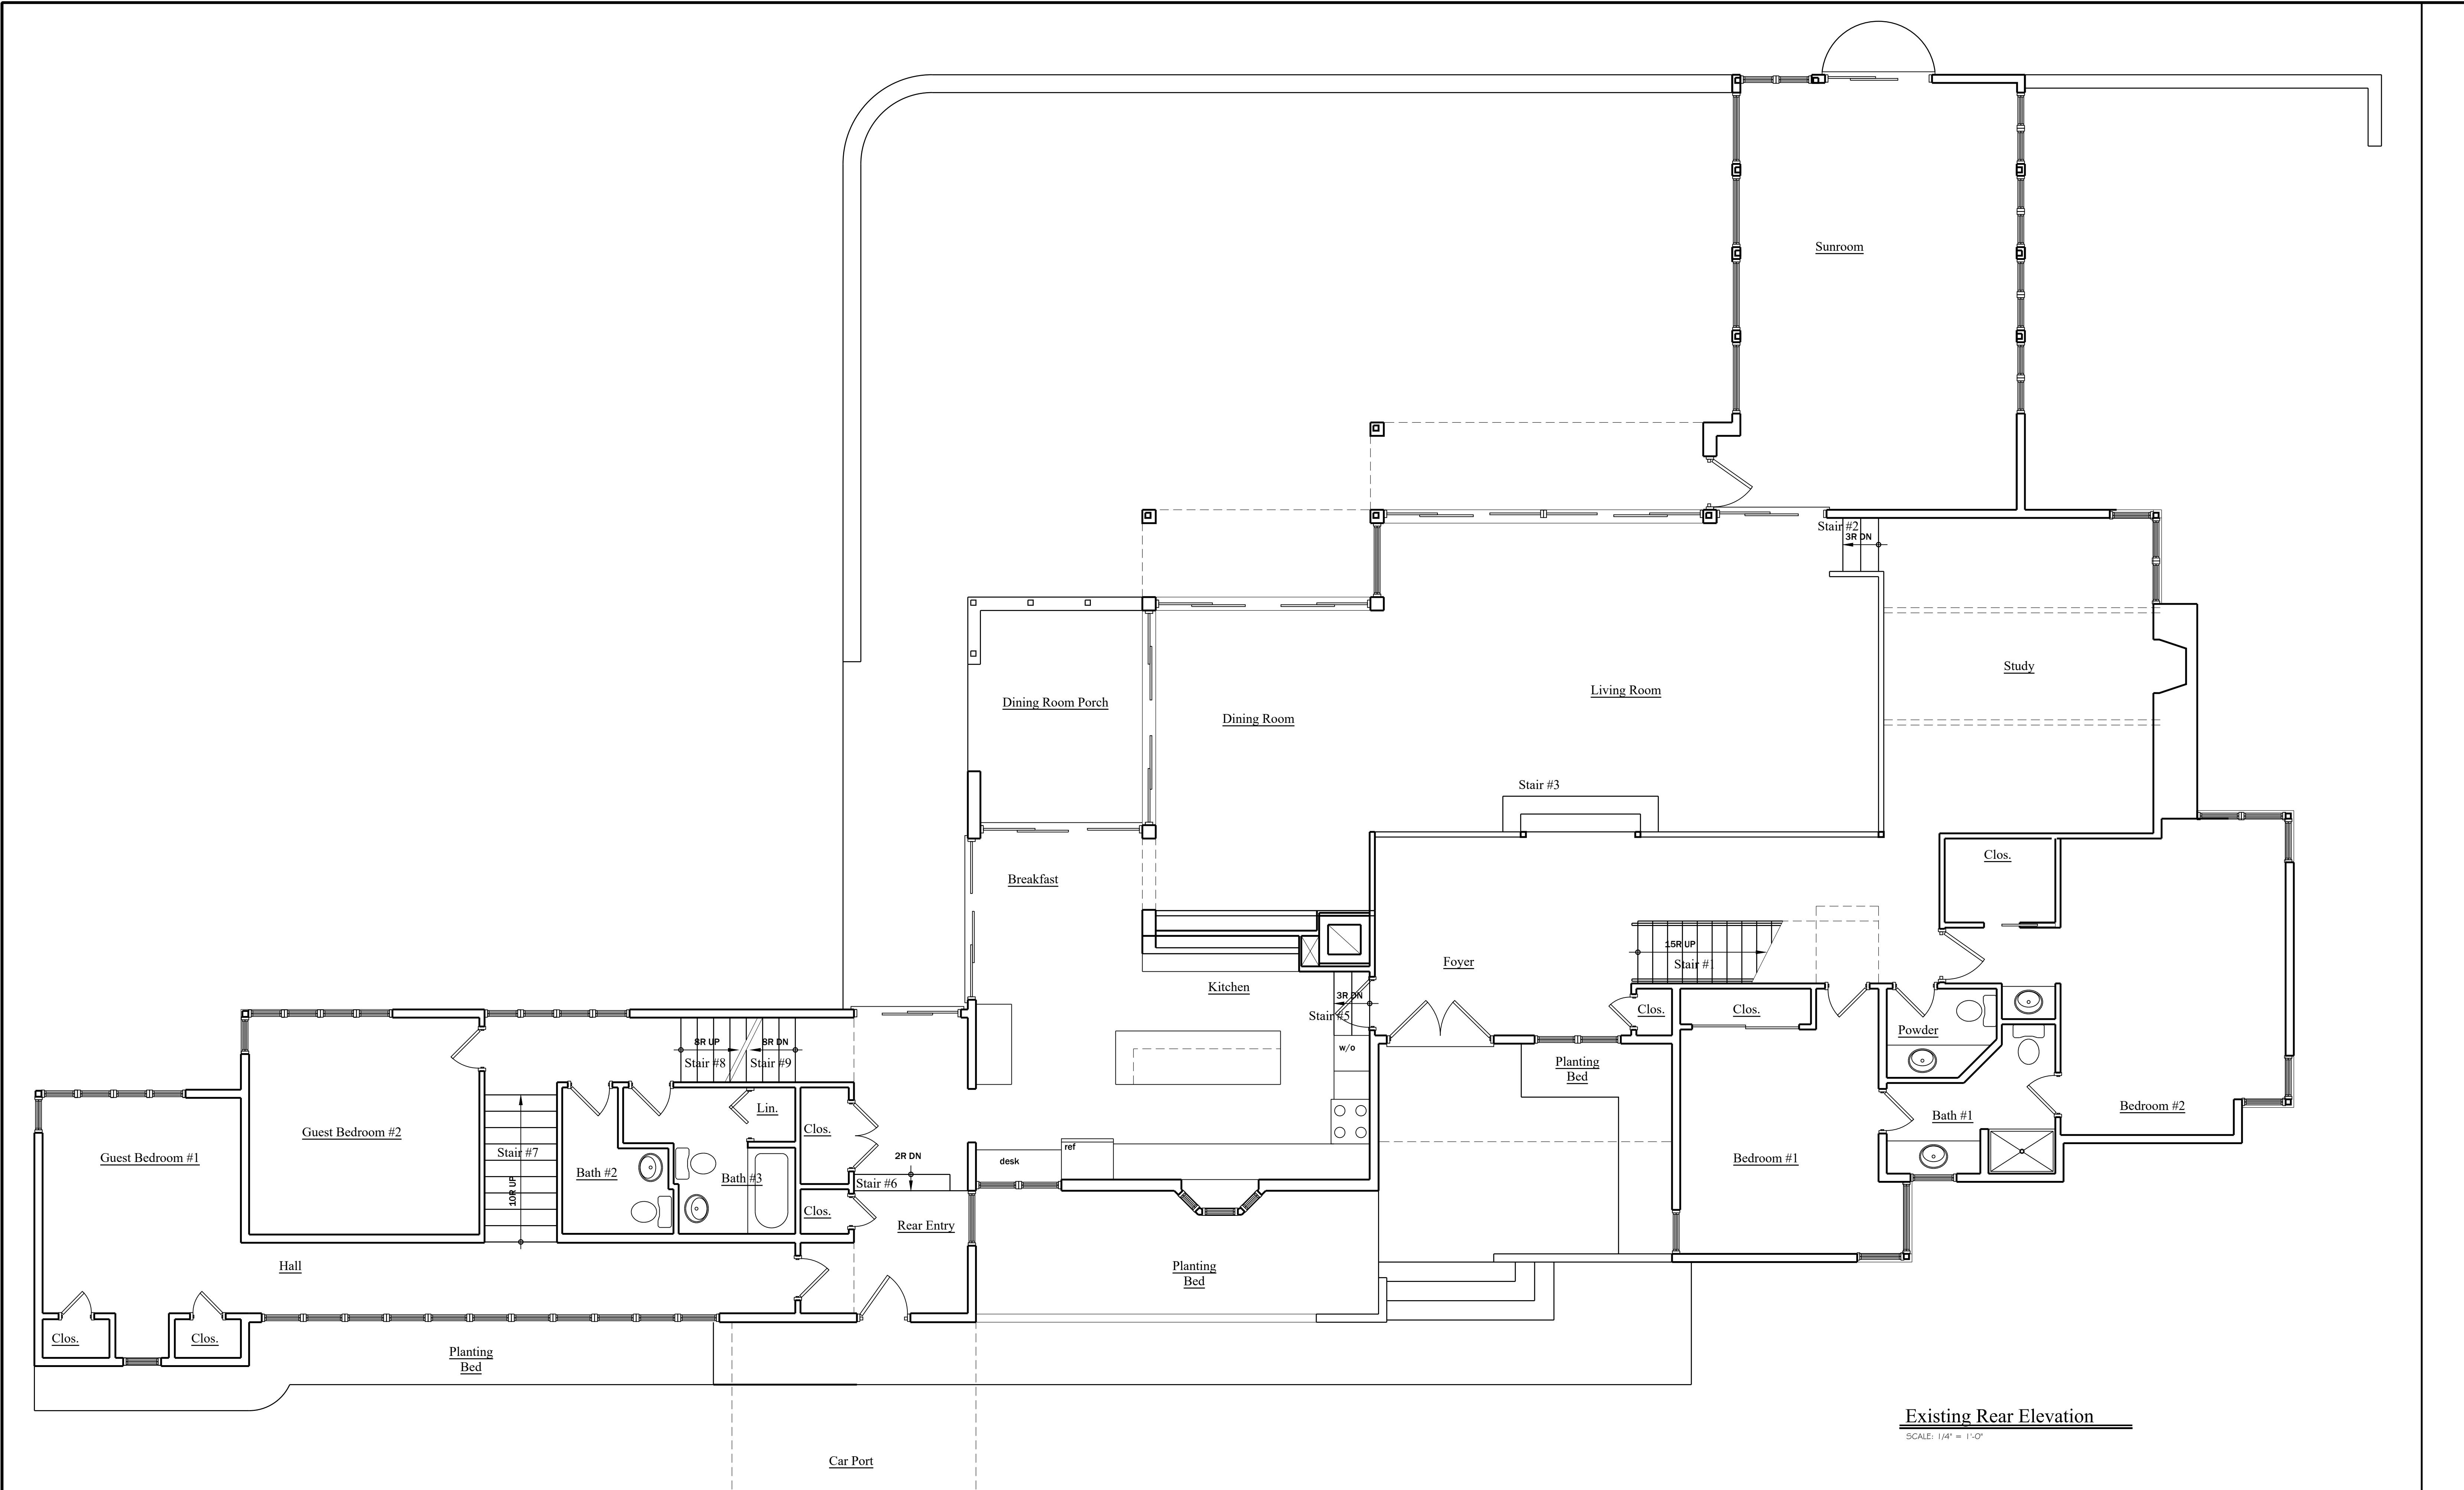 Sunroom
Stair #2
3R DN
Study
Living Room
Dining Room Porch
Dining Room
Stair #3
Clos.
Breakfast
15R UP
Stair #1
Foyer
Kitchen
3R DN
Stair #5
w/o
Clos.
Clos.
Powder
Planting
Bed
8R UP
8R DN
Stair #8
Stair #9
Lin.
Bath #1
Bedroom #2
Guest Bedroom #2
Clos.
ref
desk
Guest Bedroom #1
Stair #7
10R UP
Bath #2
Bath #3
2R DN
Stair #6
Bedroom #1
Clos.
Rear Entry
Hall
Planting
Bed
Clos.
Clos.
Planting
Bed
Existing Rear Elevation
SCALE: 1/4" = 1'-0"
Car Port